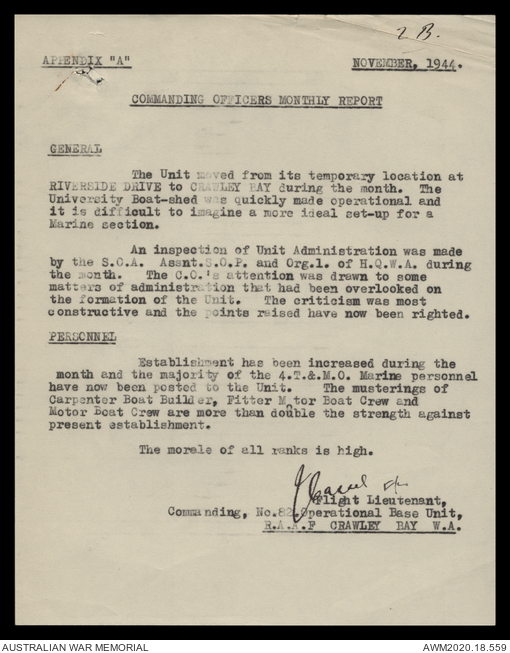 2 B.
APPENDIX "A"
NOVEMBER, 1944.
COMMANDING OFFICERS MONTHLY REPORT
GENERAL
The Unit moved from its temporary location at
RIVERSIDE DRIVE to CRAWLEY BAY during the month. The
University Boat-shed was quickly made operational and
it is difficult to imagine a more ideal set-up for a
Marine section.
An inspection of Unit Administration was made
by the S.O.A. Assnt.S.O.P. and Org.1. of H.Q.W.A. during
the month. The C.O.'s attention was drawn to some
matters of administration that had been overlooked on
the formation of the Unit. The criticism was most
constructive and the points raised have now been righted.
PERSONNEL
Establishment has been increased during the
month and the majority of the 4.T.&.M.O. Marine personnel
have now been posted to the Unit. The musterings of
Carpenter Boat Builder, Fitter Motor Boat Crew and
Motor Boat Crew are more than double the strength against
present establishment.
The morale of all ranks is high.
Flight Lieutenant,
Commanding, No.82.Operational Base Unit,
R.A.A.F CRAWLEY BAY W.A.
AUSTRALIAN WAR MEMORIAL
AWM2020.18.559